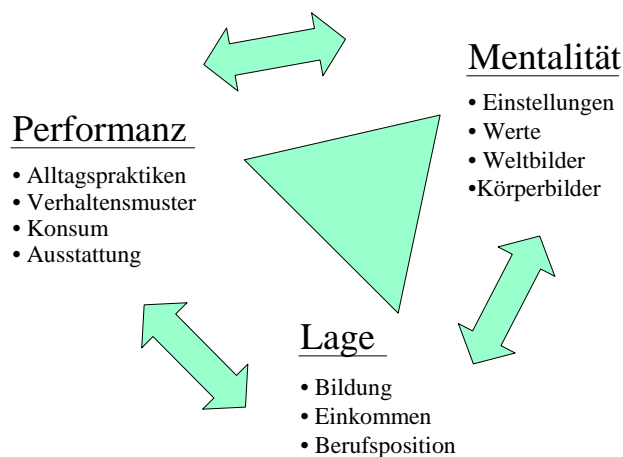 Performanz
• Alltagspraktiken
• Verhaltensmuster
• Konsum
• Ausstattung
Mentalität
• Einstellungen
• Werte
• Weltbilder
•Körperbilder
Lage
• Bildung
• Einkommen
• Berufsposition